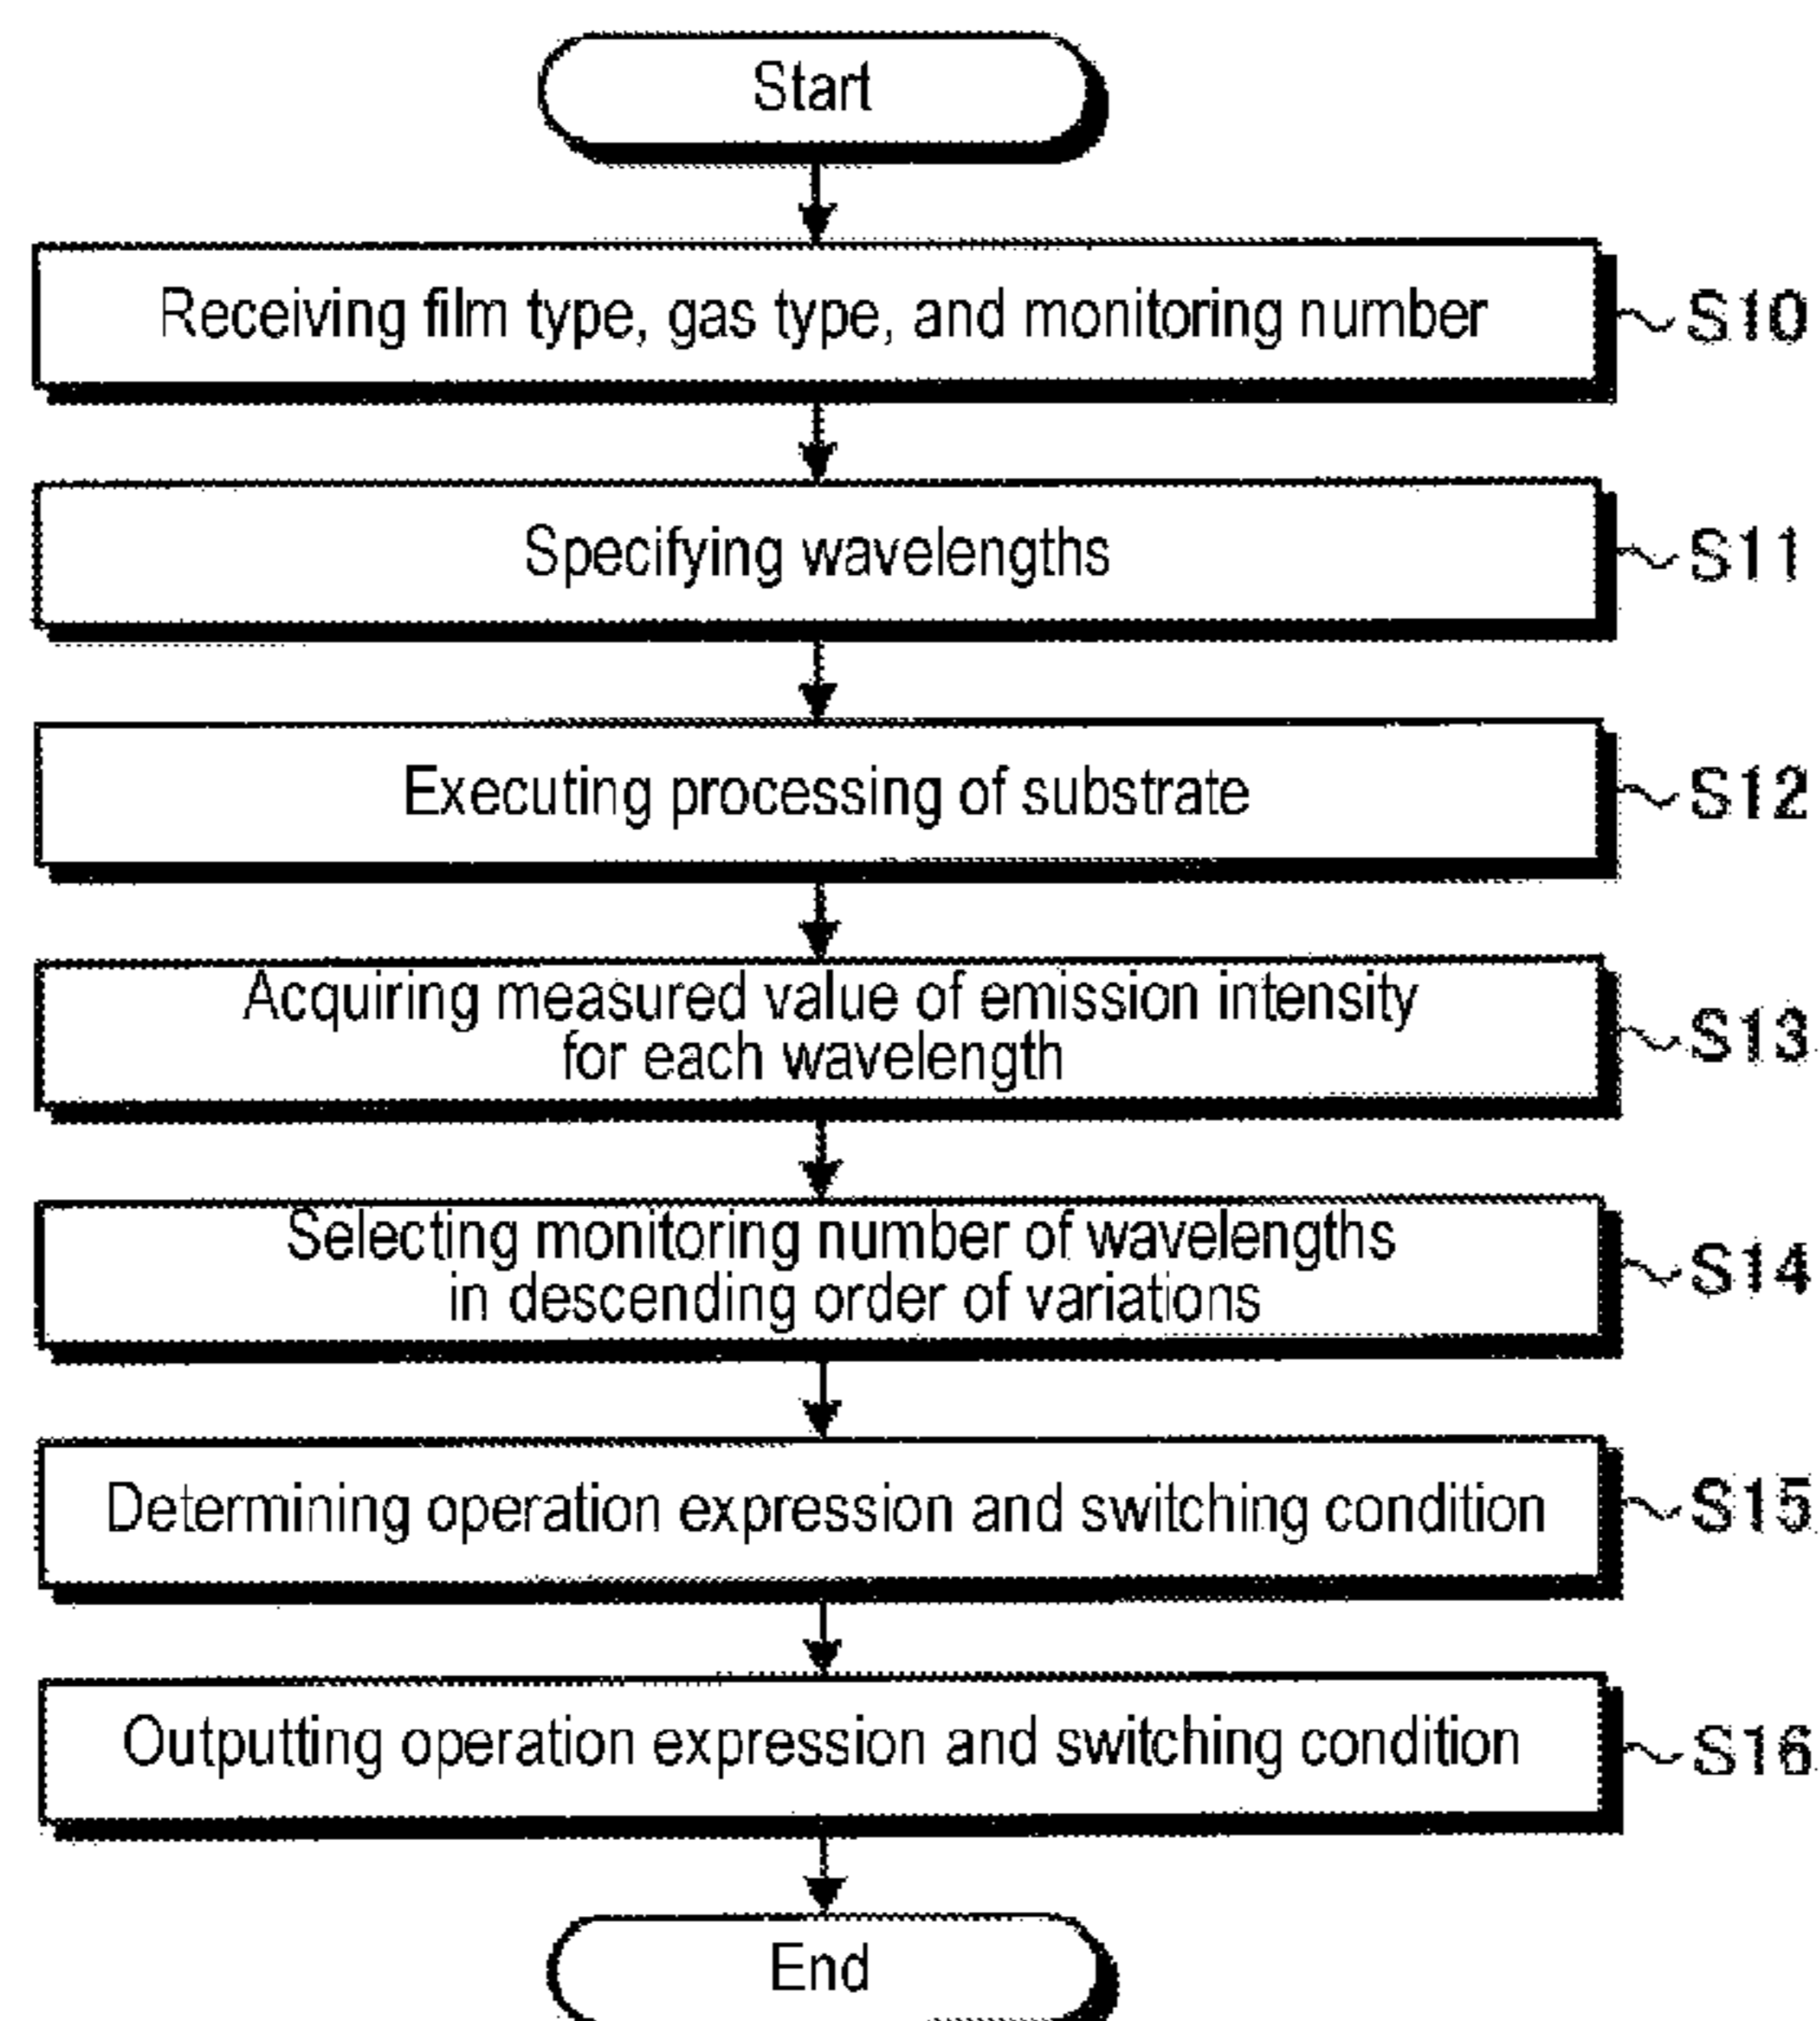 Start
Receiving film type, gas type, and monitoring number
S10
Specifying wavelengths
S11
Executing processing of substrate
S12
Acquiring measured value of emission intensity
for each wavelength
S13
Selecting monitoring number of wavelengths
in descending order of variations
S14
Determining operation expression and switching condition
S15
Outputting operation expression and switching condition
S16
End